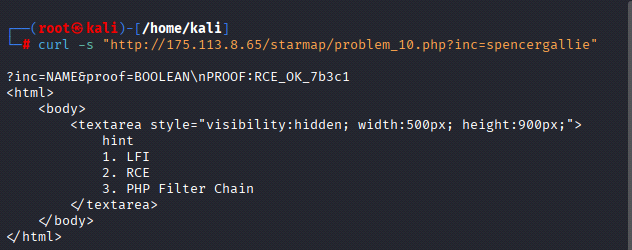 ┌──(root㉿kali)-[/home/kali]
└─# curl -s "http://175.113.8.65/starmap/problem_10.php?inc=spencergallie"
?inc=NAME&proof=BOOLEAN\nPROOF:RCE_OK_7b3c1
<html>
<body>
<textarea style="visibility:hidden; width:500px; height:900px;">
hint
1. LFI
2. RCE
3. PHP Filter Chain
</textarea>
</body>
</html>